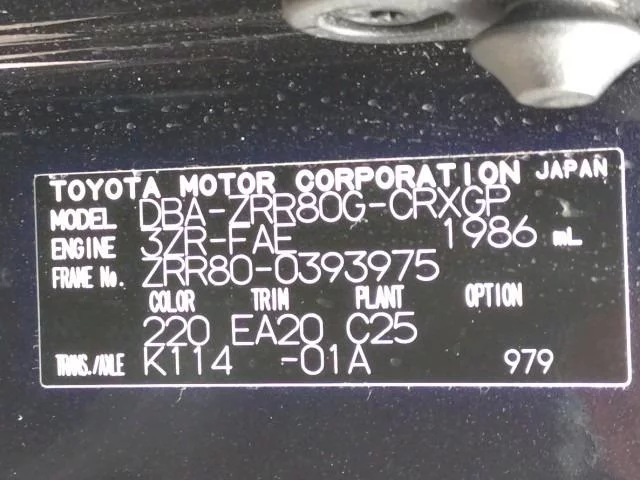 TOYOTA MOTOR CORPORATION JAPAN
MODEL DBA-ZRR80G-CRXGP
ENGINE 3ZR-FAE 1986 mL
FRAME No. ZRR80-0393975
COLOR TRIM PLANT OPTION
220 EA20 C25
TRANS./AXLE K114 -01A 979